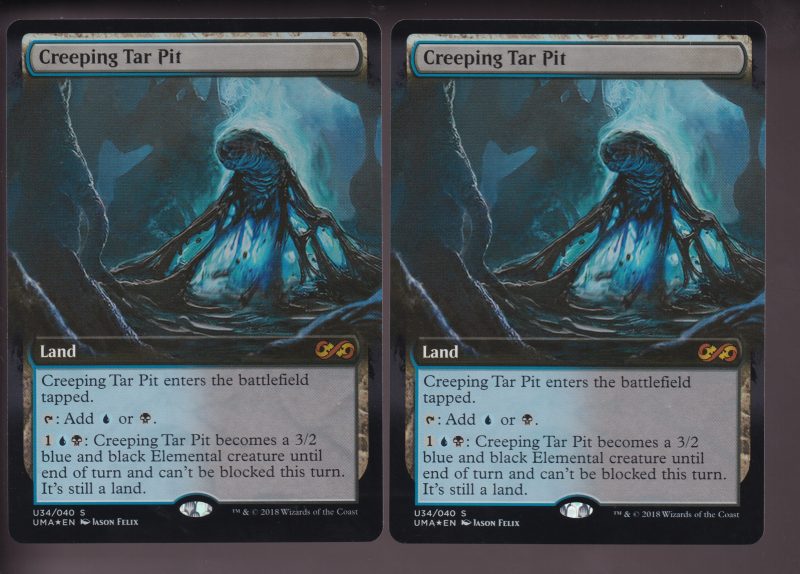 Creeping Tar Pit
Land
Creeping Tar Pit enters the battlefield
tapped.
: Add or .
1 : Creeping Tar Pit becomes a 3/2
blue and black Elemental creature until
end of turn and can't be blocked this turn.
It's still a land.
U34/040 S
UMA★EN Jason Felix
™ & © 2018 Wizards of the Coast
Creeping Tar Pit
Land
Creeping Tar Pit enters the battlefield
tapped.
: Add or .
1 : Creeping Tar Pit becomes a 3/2
blue and black Elemental creature until
end of turn and can't be blocked this turn.
It's still a land.
U34/040 S
UMA★EN Jason Felix
™ & © 2018 Wizards of the Coast